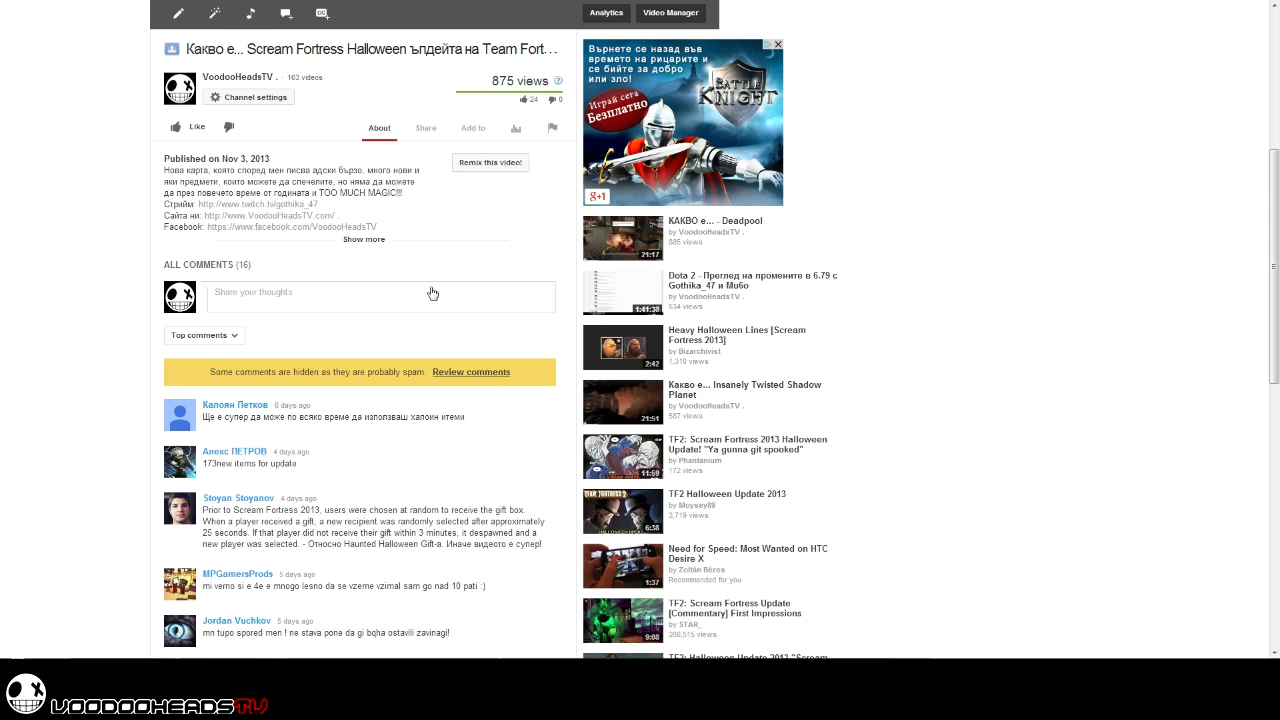 Analytics
Video Manager
Какво е... Scream Fortress Halloween ъпдейта на Team Fort...
VoodooHeadsTV . · 163 videos
Channel settings
875 views
24 0
Like
About
Share
Add to
Published on Nov 3, 2013
Нова карта, която според мен писва адски бързо, много нови и
яки предмети, които можете да спечелите, но няма да можете
да през повечето време от годината и TOO MUCH MAGIC!!!
Стрийм: http://www.twitch.tv/gothika_47
Сайта ни: http://www.VoodooHeadsTV.com/ .
Facebook: https://www.facebook.com/VoodooHeadsTV
Show more
Remix this video!
ALL COMMENTS (16)
Share your thoughts
Top comments
Some comments are hidden as they are probably spam. Review comments
Калоян Петков 6 days ago
Ще е супер да може по всяко време да използваш халоин итеми
Алекс ПЕТРОВ 4 days ago
173new items for update
Stoyan Stoyanov 4 days ago
Prior to Scream Fortress 2013, users were chosen at random to receive the gift box.
When a player received a gift, a new recipient was randomly selected after approximately
25 seconds. If that player did not receive their gift within 3 minutes, it despawned and a
new player was selected. - Относно Haunted Halloween Gift-а. Иначе видеото е супер!
MPGamersProds 5 days ago
mi verno si e 4e e mnogo lesno da se vzeme vzimal sam go nad 10 pati :)
Jordan Vuchkov 5 days ago
mn tupo spored men ! ne stava pone da gi bqha ostavili zavinagi!
Върнете се назад във
времето на рицарите и
се бийте за добро
или зло!
Играй сега
Безплатно
BATTLE
KNIGHT
g+1
КАКВО е... - Deadpool
by VoodooHeadsTV .
885 views
21:17
Dota 2 - Преглед на промените в 6.79 с
Gothika_47 и Мибо
by VoodooHeadsTV .
534 views
1:41:38
Heavy Halloween Lines [Scream
Fortress 2013]
by Bizarchivist
1,310 views
2:42
Какво е... Insanely Twisted Shadow
Planet
by VoodooHeadsTV .
587 views
21:51
TF2: Scream Fortress 2013 Halloween
Update! "Ya gunna git spooked"
by Phantanium
172 views
11:59
TF2 Halloween Update 2013
by Moysey89
3,719 views
6:38
Need for Speed: Most Wanted on HTC
Desire X
by Zoltán Béres
Recommended for you
1:37
TF2: Scream Fortress Update
[Commentary] First Impressions
by STAR_
266,515 views
9:08
TF2: Halloween Update 2013 "Scream
VOODOOHEADSTV